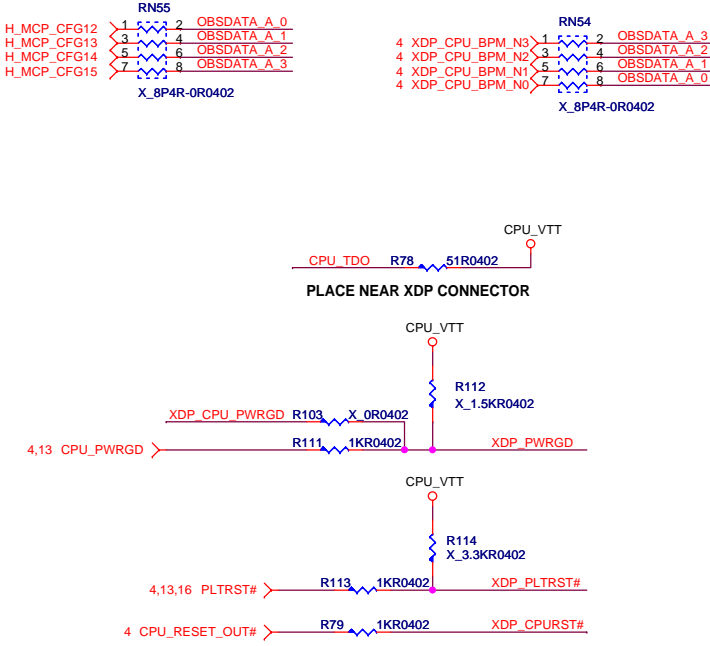 RN55
H_MCP_CFG12 1 2 OBSDATA_A_0
H_MCP_CFG13 3 4 OBSDATA_A_1
H_MCP_CFG14 5 6 OBSDATA_A_2
H_MCP_CFG15 7 8 OBSDATA_A_3
X_8P4R-0R0402
RN54
4 XDP_CPU_BPM_N3 1 2 OBSDATA_A_3
4 XDP_CPU_BPM_N2 3 4 OBSDATA_A_2
4 XDP_CPU_BPM_N1 5 6 OBSDATA_A_1
4 XDP_CPU_BPM_N0 7 8 OBSDATA_A_0
X_8P4R-0R0402
CPU_VTT
CPU_TDO R78 51R0402
PLACE NEAR XDP CONNECTOR
CPU_VTT
R112
X_1.5KR0402
XDP_CPU_PWRGD R103 X_0R0402
4,13 CPU_PWRGD R111 1KR0402 XDP_PWRGD
CPU_VTT
R114
X_3.3KR0402
4,13,16 PLTRST# R113 1KR0402 XDP_PLTRST#
4 CPU_RESET_OUT# R79 1KR0402 XDP_CPURST#